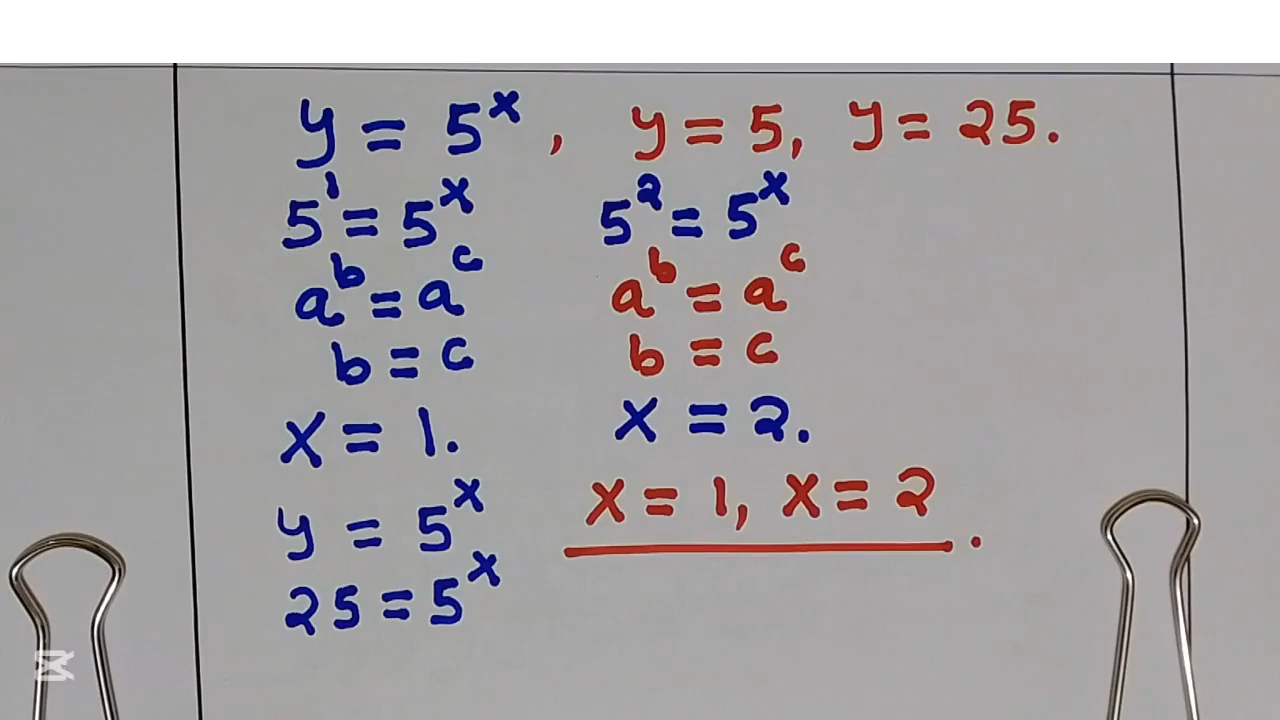 y = 5^x , y = 5, y = 25.
5^1 = 5^x
a^b = a^c
b = c
x = 1.
y = 5^x
25 = 5^x
5^2 = 5^x
a^b = a^c
b = c
x = 2.
x = 1, x = 2.